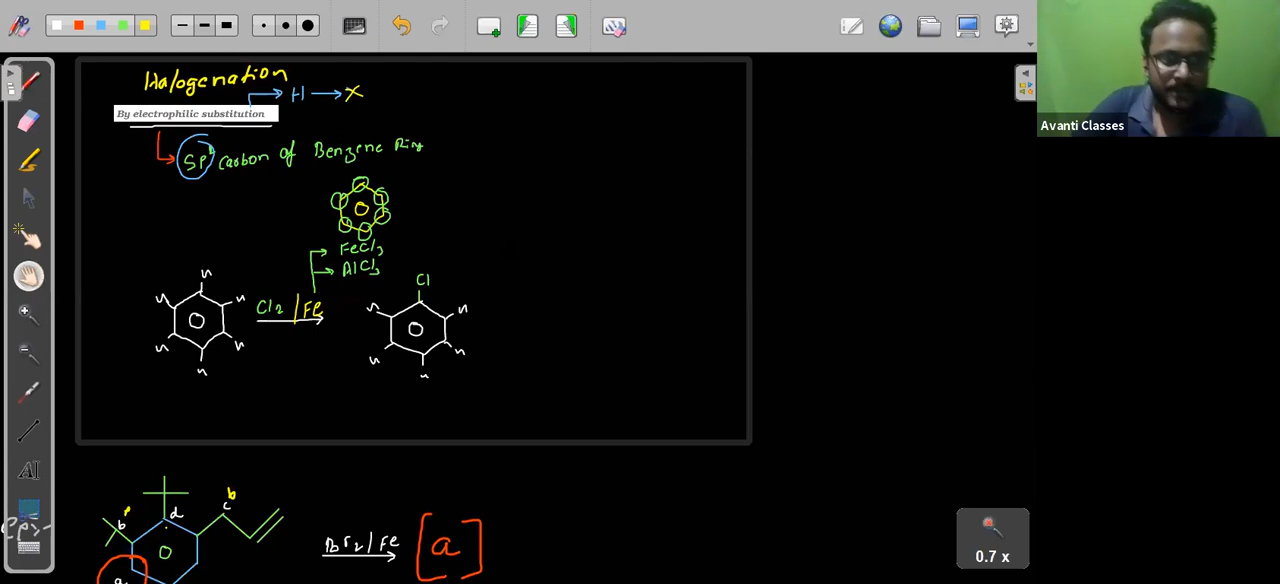 Halogenation
→ H → X
By electrophilic substitution
SP² Carbon of Benzene Ring
FeCl3
AlCl3
H
H H
Cl2 / Fe
H H
H
Cl
H H
H H
H
b
b c
d
Br2/Fe
[a]
a
AI
Avanti Classes
0.7 x